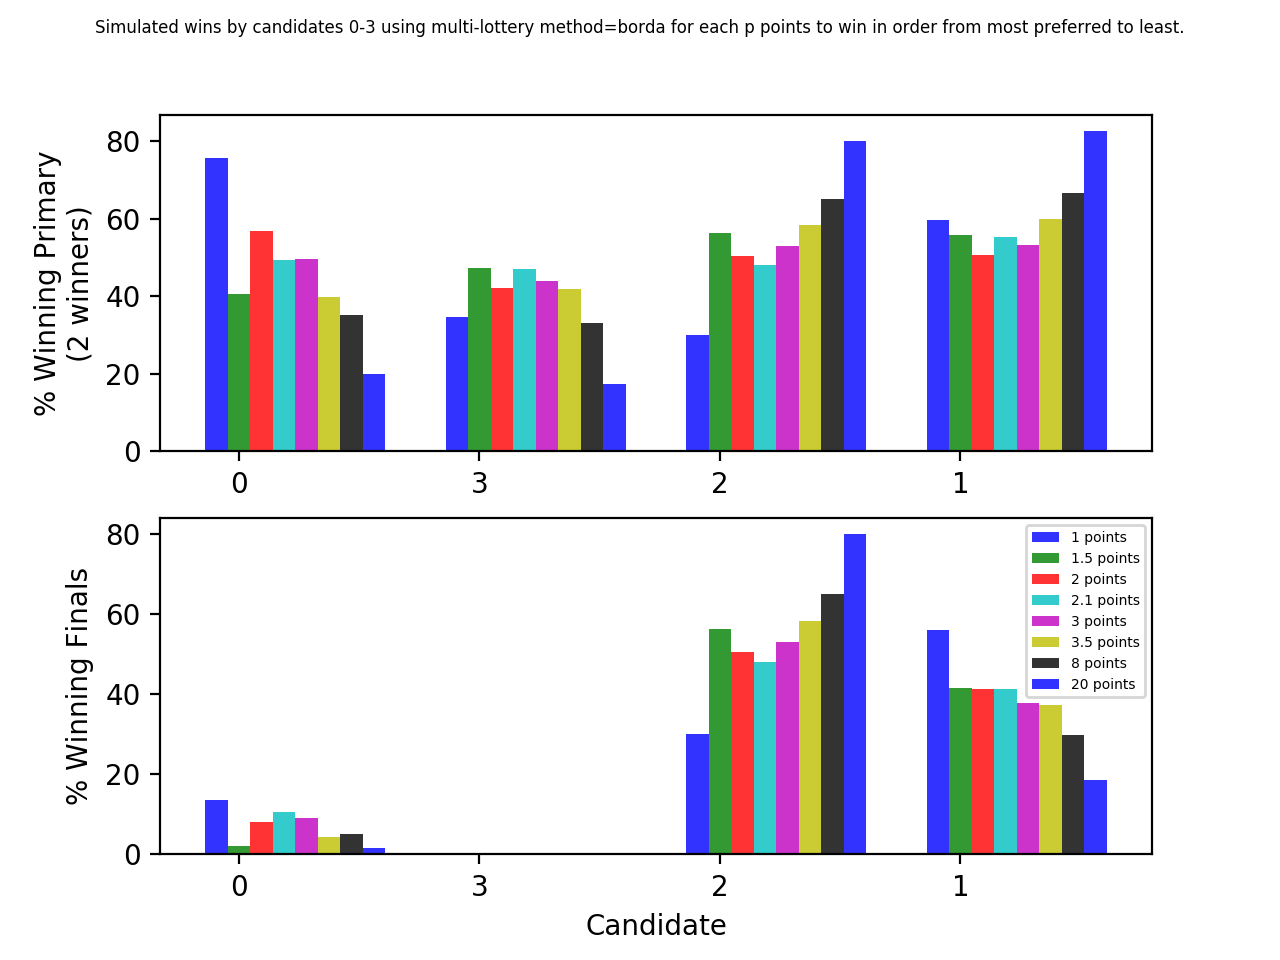 Simulated wins by candidates 0-3 using multi-lottery method=borda for each p points to win in order from most preferred to least.
% Winning Primary
(2 winners)
80
60
40
20
0
0 3 2 1
% Winning Finals
80
60
40
20
0
1 points
1.5 points
2 points
2.1 points
3 points
3.5 points
8 points
20 points
0 3 2 1
Candidate